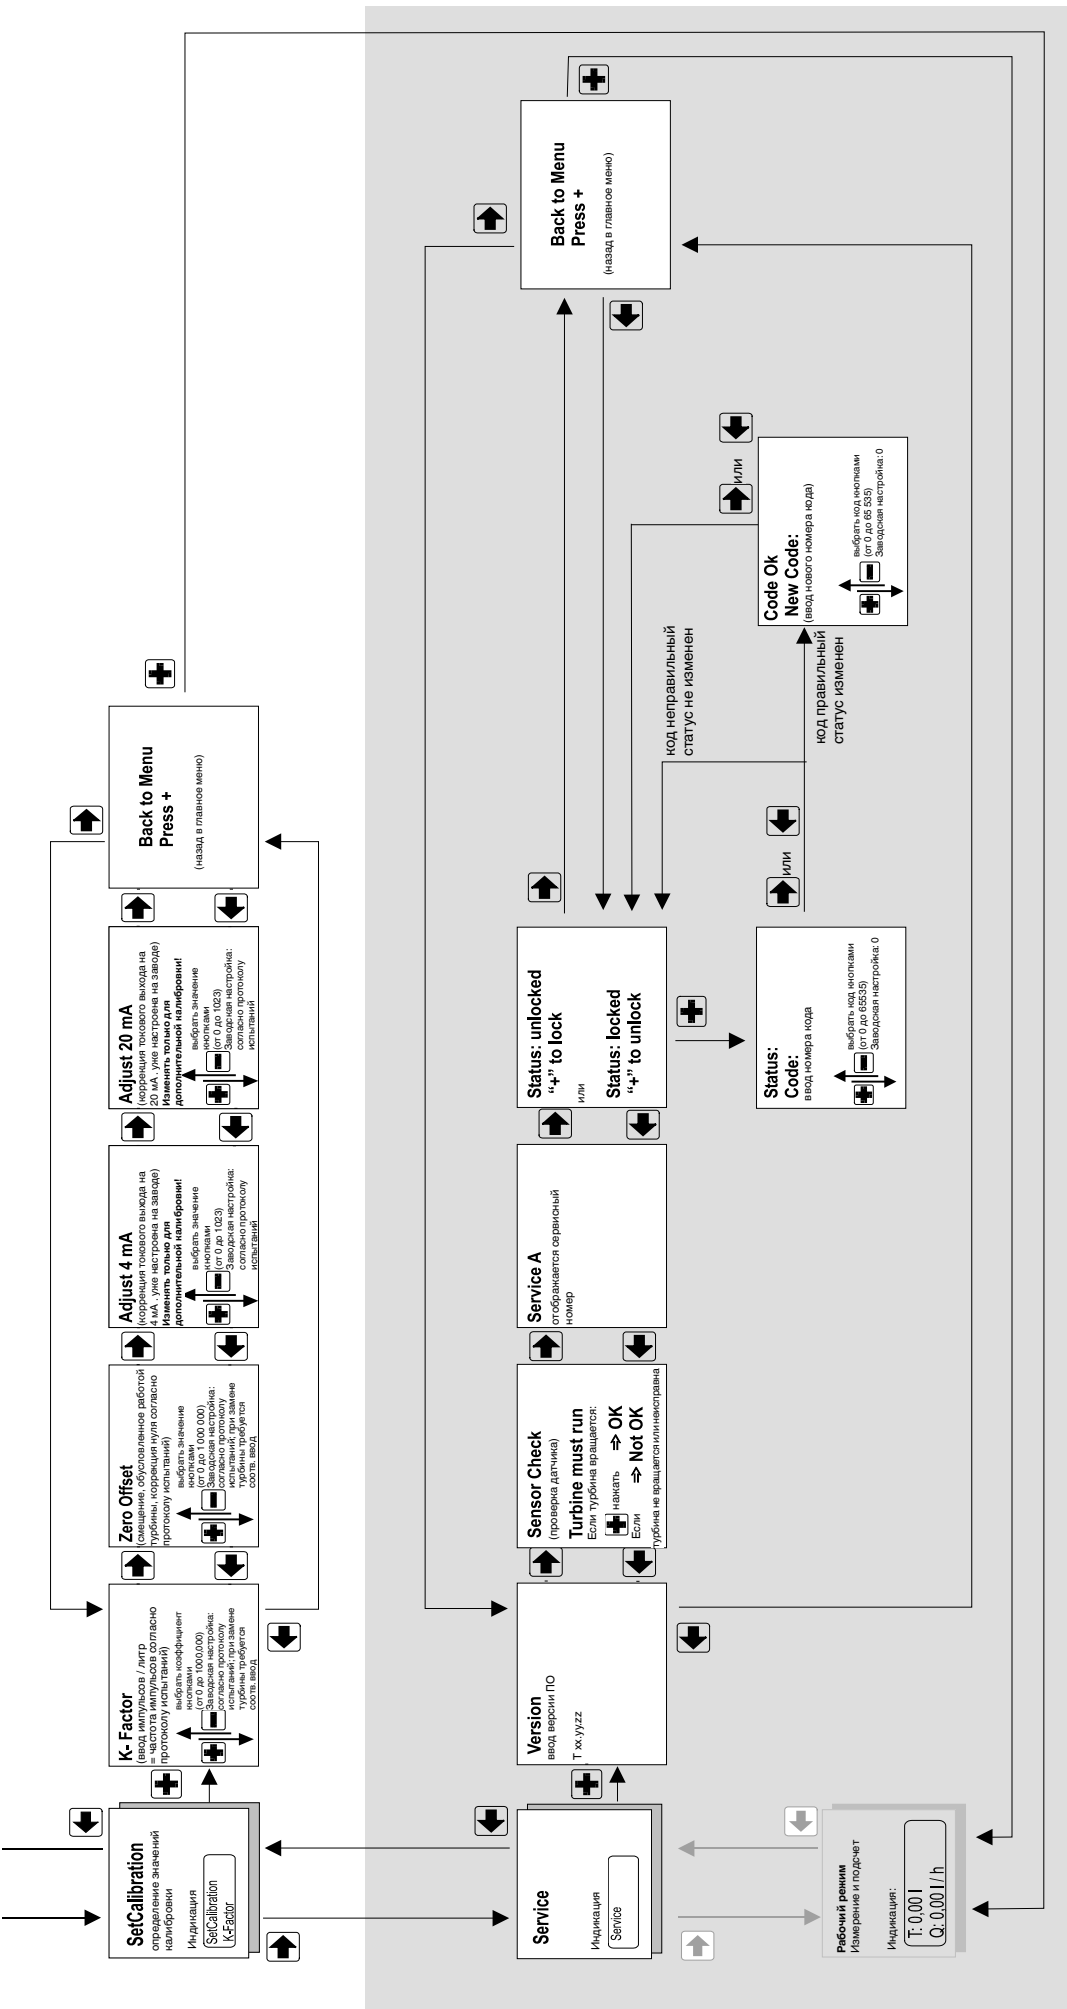 SetCalibration
определение значений
калибровки
Индикация
SetCalibration
K-Factor
K- Factor
(ввод импульсов / литр
= частота импульсов согласно
протоколу испытаний)
выбрать коэффициент
кнопками
(от 0 до 1000,000)
Заводская настройка:
согласно протоколу
испытаний; при замене
турбины требуется
соотв. ввод
Zero Offset
(смещение, обусловленное работой
турбины, коррекция нуля согласно
протоколу испытаний)
выбрать значение
кнопками
(от 0 до 1 000 000)
Заводская настройка:
согласно протоколу
испытаний; при замене
турбины требуется
соотв. ввод
Adjust 4 mA
(коррекция токового выхода на
4 мА . уже настроена на заводе)
Изменять только для
дополнительной калибровки!
выбрать значение
кнопками
(от 0 до 1023)
Заводская настройка:
согласно протоколу
испытаний
Adjust 20 mA
(коррекция токового выхода на
20 мА . уже настроена на заводе)
Изменять только для
дополнительной калибровки!
выбрать значение
кнопками
(от 0 до 1023)
Заводская настройка:
согласно протоколу
испытаний
Back to Menu
Press +
(назад в главное меню)
Service
Индикация
Service
Version
ввод версии ПО
T xx.yy.zz
Sensor Check
(проверка датчика)
Turbine must run
Если турбина вращается:
нажать ⇒ OK
Если ⇒ Not OK
турбина не вращается или неисправна
Service A
отображается сервисный
номер
Status: unlocked
“+” to lock
или
Status: locked
“+” to unlock
Back to Menu
Press +
(назад в главное меню)
Status:
Code:
ввод номера кода
выбрать код кнопками
(от 0 до 65535)
Заводская настройка: 0
или
код неправильный
статус не изменен
код правильный
статус изменен
Code Ok
New Code:
(ввод нового номера кода)
выбрать код кнопками
(от 0 до 65 535)
Заводская настройка: 0
или
Рабочий режим
Измерение и подсчет
Индикация:
T: 0,00 l
Q: 0,00 l / h